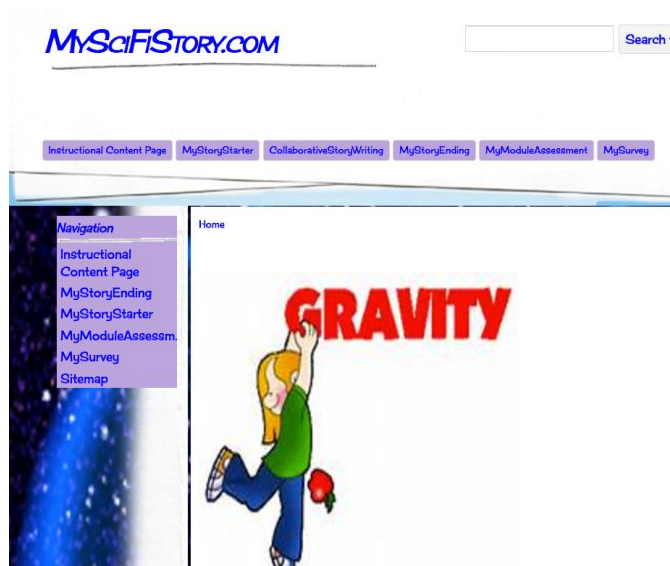 MySciFiStory.com
Search
Instructional Content Page MyStoryStarter CollaborativeStoryWriting MyStoryEnding MyModuleAssessment MySurvey
Navigation
Instructional
Content Page
MyStoryEnding
MyStoryStarter
MyModuleAssessm
MySurvey
Sitemap
Home
GRAVITY